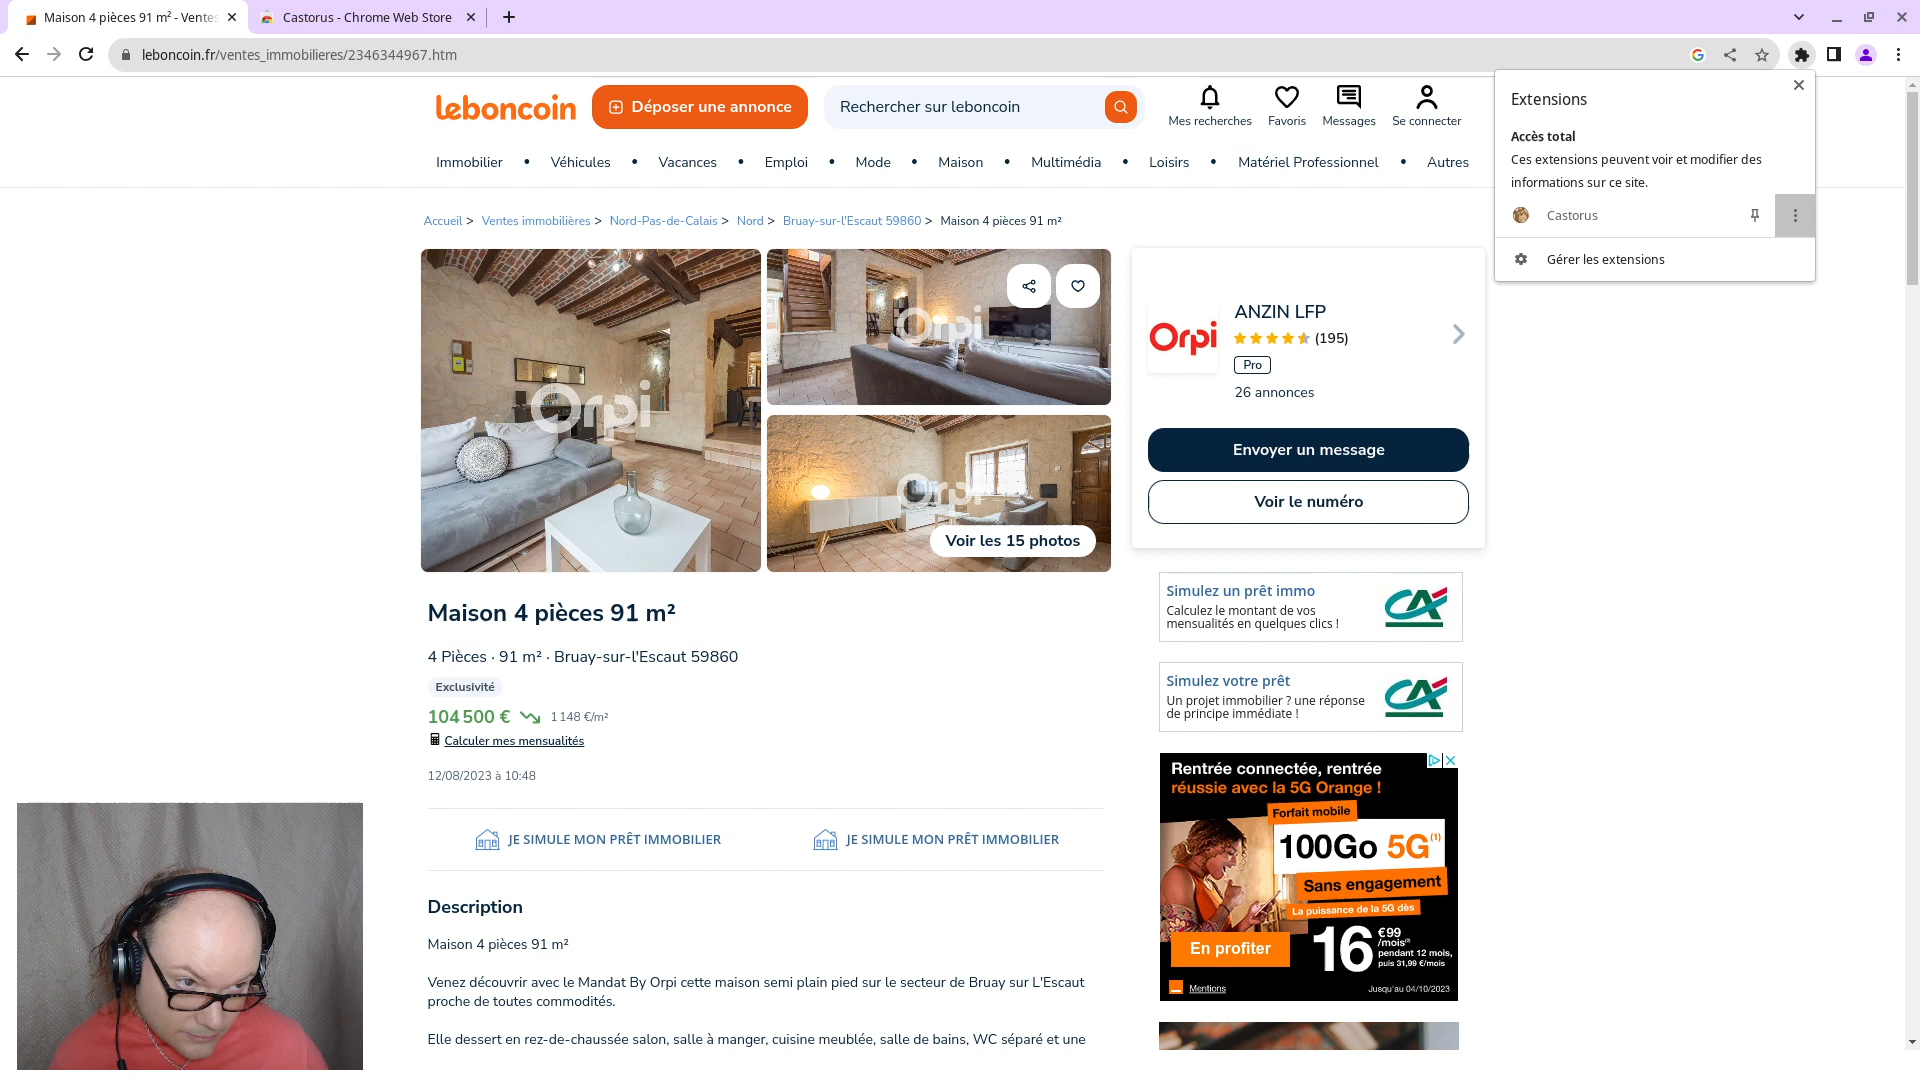 Maison 4 pièces 91 m² - Ventes
Castorus - Chrome Web Store
leboncoin.fr/ventes_immobilieres/2346344967.htm
leboncoin
Déposer une annonce
Rechercher sur leboncoin
Mes recherches
Favoris
Messages
Se connecter
Immobilier • Véhicules • Vacances • Emploi • Mode • Maison • Multimédia • Loisirs • Matériel Professionnel • Autres
Extensions
Accès total
Ces extensions peuvent voir et modifier des
informations sur ce site.
Castorus
Gérer les extensions
Accueil > Ventes immobilières > Nord-Pas-de-Calais > Nord > Bruay-sur-l'Escaut 59860 > Maison 4 pièces 91 m²
Orpi
Orpi
Orpi
Voir les 15 photos
Orpi
ANZIN LFP
(195)
Pro
26 annonces
Envoyer un message
Voir le numéro
Maison 4 pièces 91 m²
4 Pièces · 91 m² · Bruay-sur-l'Escaut 59860
Exclusivité
104 500 € 1 148 €/m²
Calculer mes mensualités
12/08/2023 à 10:48
JE SIMULE MON PRÊT IMMOBILIER
JE SIMULE MON PRÊT IMMOBILIER
Description
Maison 4 pièces 91 m²
Venez découvrir avec le Mandat By Orpi cette maison semi plain pied sur le secteur de Bruay sur L'Escaut
proche de toutes commodités.
Elle dessert en rez-de-chaussée salon, salle à manger, cuisine meublée, salle de bains, WC séparé et une
Simulez un prêt immo
Calculez le montant de vos
mensualités en quelques clics !
CA
Simulez votre prêt
Un projet immobilier ? une réponse
de principe immédiate !
CA
Rentrée connectée, rentrée
réussie avec la 5G Orange !
Forfait mobile
100Go 5G(1)
Sans engagement
La puissance de la 5G dès
16€99
/mois(2)
pendant 12 mois,
puis 31,99 €/mois
En profiter
Mentions
Jusqu'au 04/10/2023